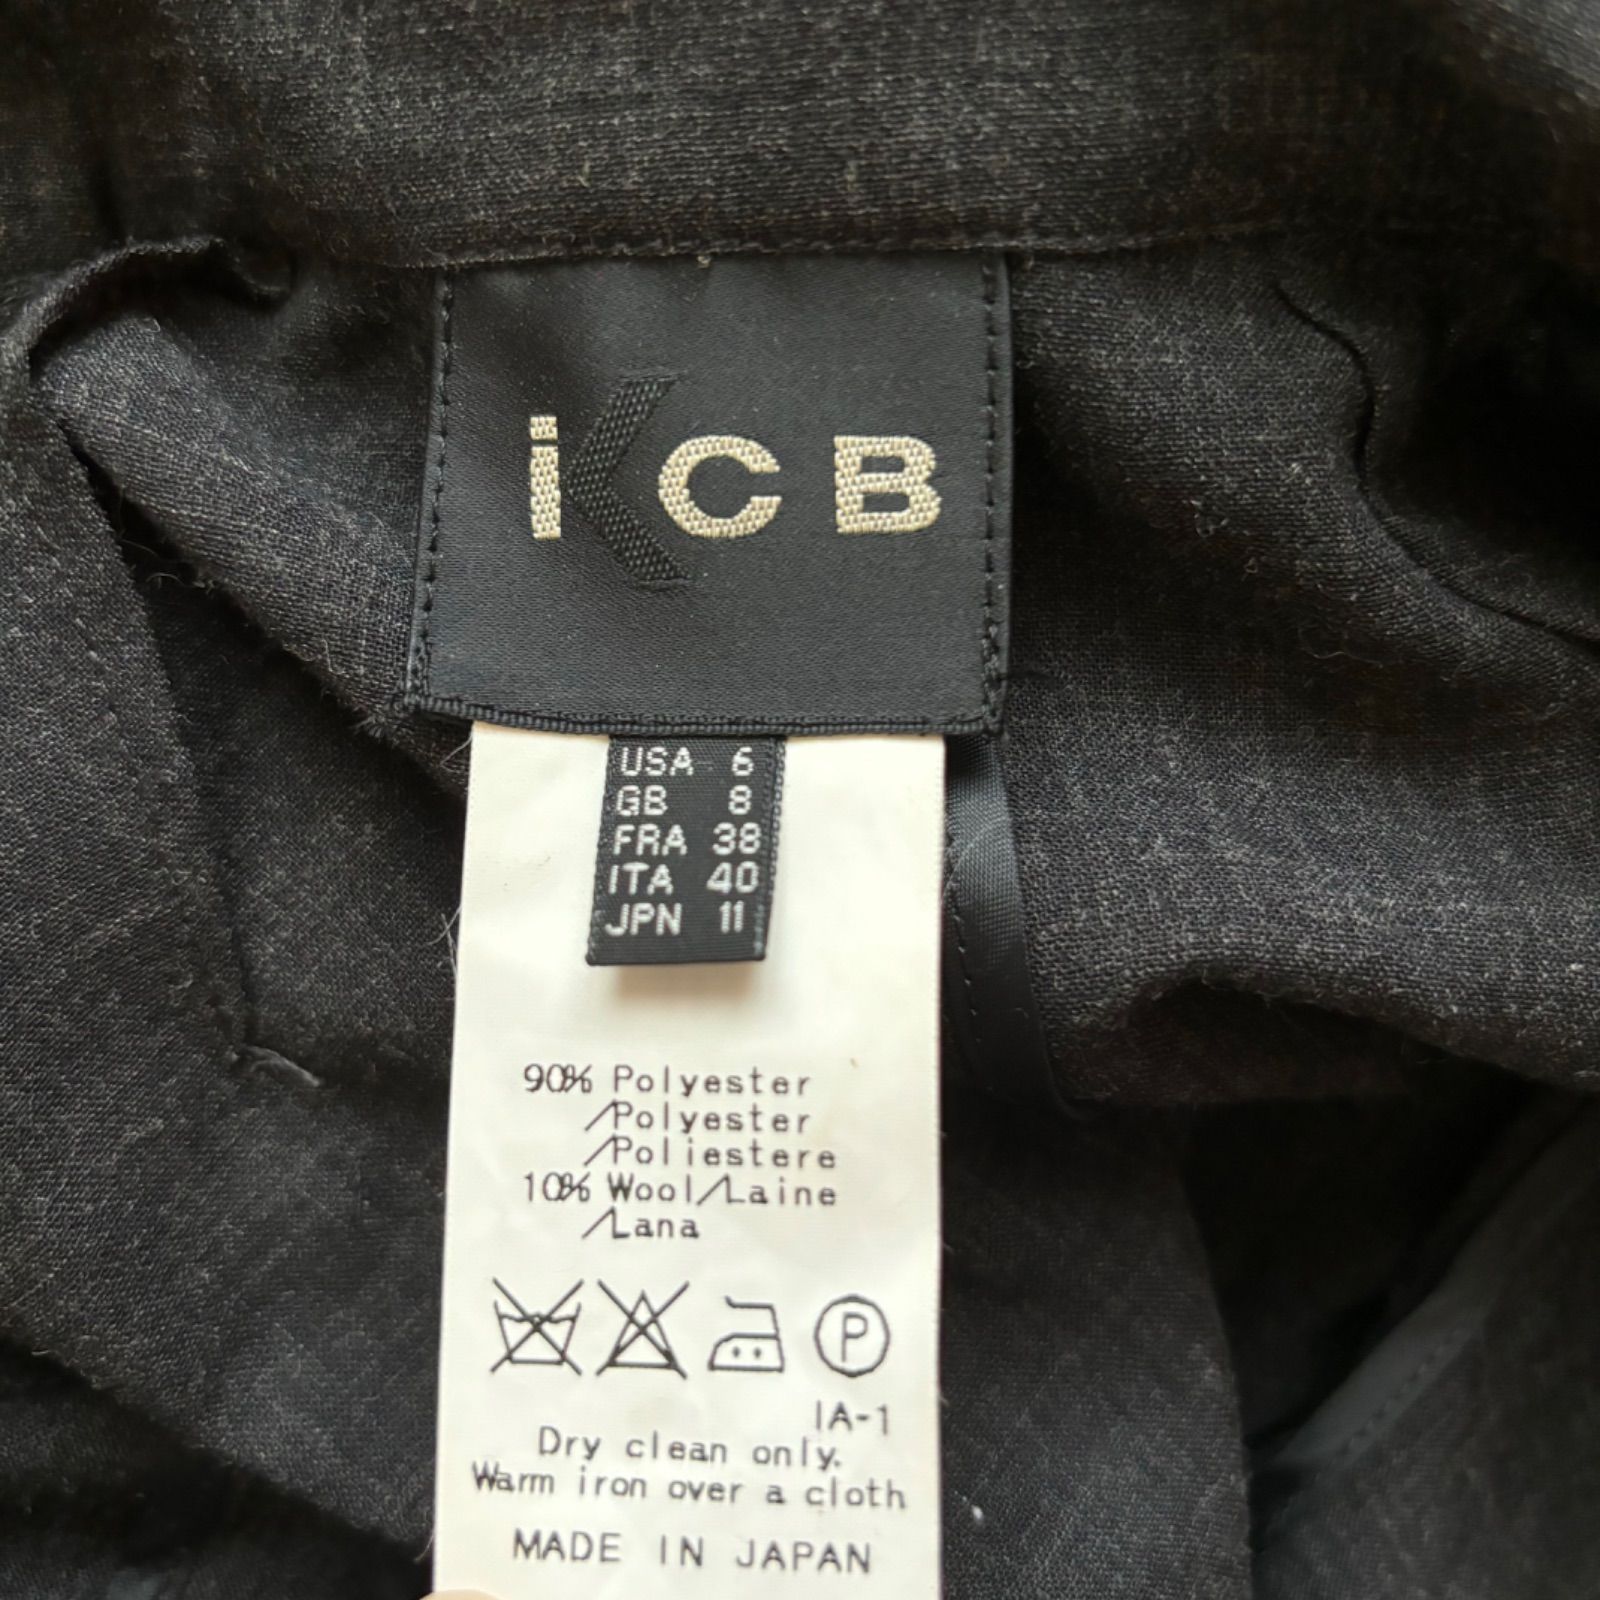 iCB
USA 6
GB 8
FRA 38
ITA 40
JPN 11
90% Polyester
/Polyester
/Poliestere
10% Wool/Laine
/Lana
P
IA-1
Dry clean only.
Warm iron over a cloth
MADE IN JAPAN